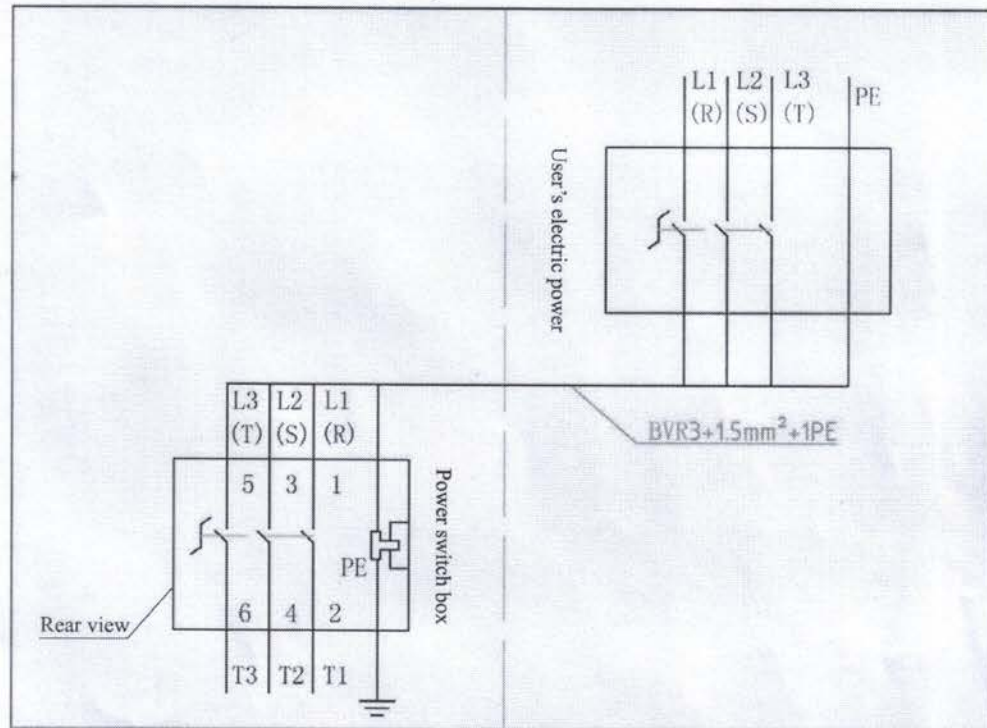 L1 L2 L3 PE
(R) (S) (T)
User's electric power
BVR3+1.5mm²+1PE
L3 L2 L1
(T) (S) (R)
5 3 1
PE
6 4 2
T3 T2 T1
Power switch box
Rear view